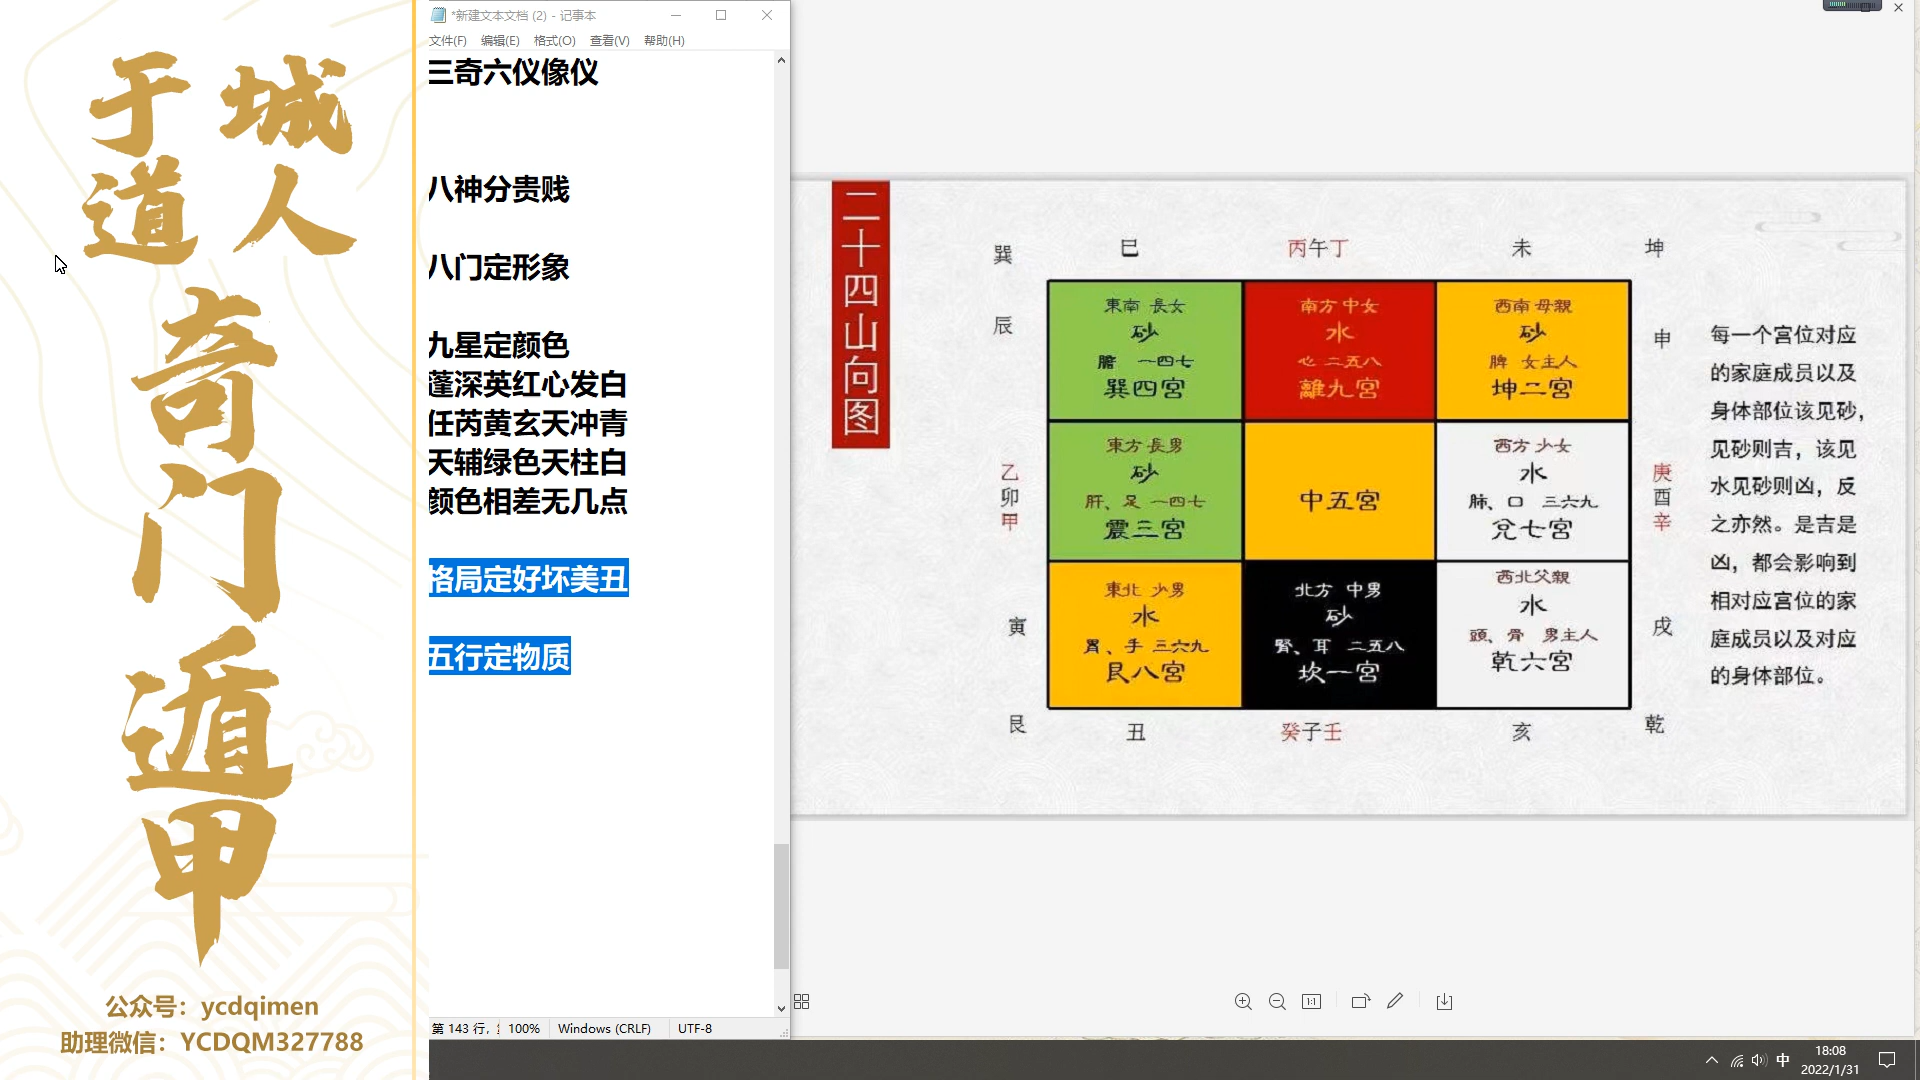 于城
道人
奇门遁甲
公众号：ycdqimen
助理微信：YCDQM327788
*新建文本文档 (2) - 记事本
文件(F) 编辑(E) 格式(O) 查看(V) 帮助(H)
三奇六仪像仪
八神分贵贱
八门定形象
九星定颜色
蓬深英红心发白
任芮黄玄天冲青
天辅绿色天柱白
颜色相差无几点
格局定好坏美丑
五行定物质
第 143 行，
100%
Windows (CRLF)
UTF-8
二十四山向图
巽 巳 丙午丁 未 坤
辰
申
乙
卯
甲
庚
酉
辛
寅
戌
艮 丑 癸子壬 亥 乾
東南 長女
砂
膽 一四七
巽四宮
南方 中女
水
心 二五八
離九宮
西南 母親
砂
脾 女主人
坤二宮
東方 長男
砂
肝、足 一四七
震三宮
中五宮
西方 少女
水
肺、口 三六九
兌七宮
東北 少男
水
胃、手 三六九
艮八宮
北方 中男
砂
腎、耳 二五八
坎一宮
西北父親
水
頭、骨 男主人
乾六宮
每一个宫位对应
的家庭成员以及
身体部位该见砂，
见砂则吉，该见
水见砂则凶，反
之亦然。是吉是
凶，都会影响到
相对应宫位的家
庭成员以及对应
的身体部位。
1:1
中
18:08
2022/1/31